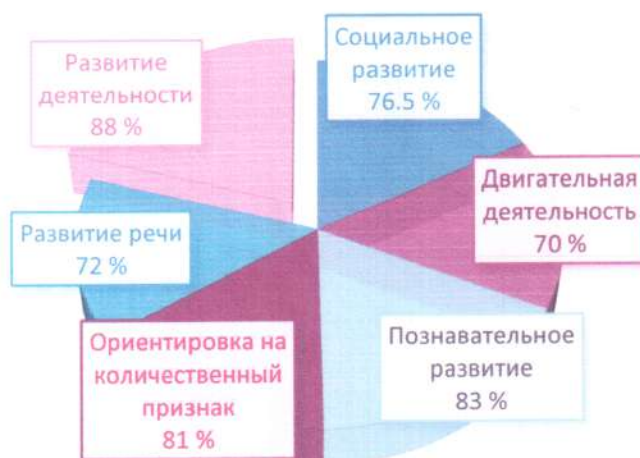 Социальное
развитие
76.5 %
Двигательная
деятельность
70 %
Познавательное
развитие
83 %
Ориентировка на
количественный
признак
81 %
Развитие речи
72 %
Развитие
деятельности
88 %